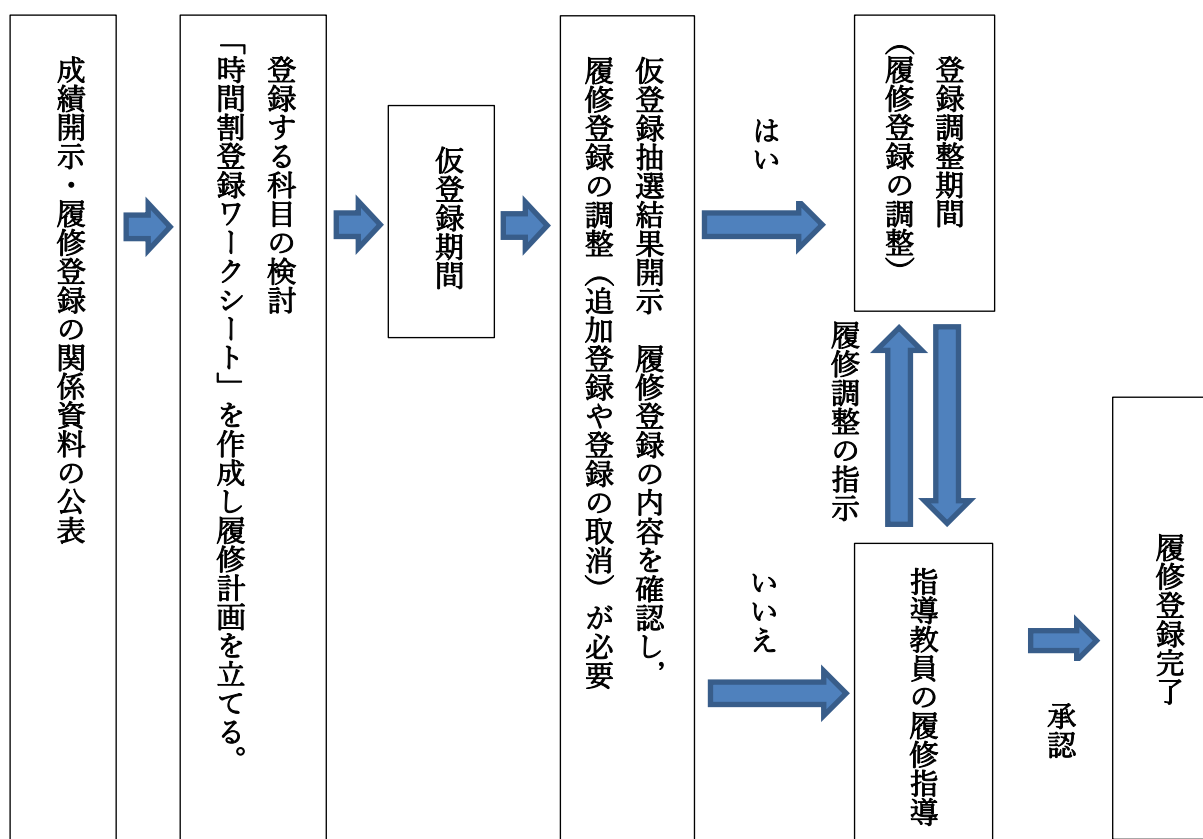 成績開示・履修登録の関係資料の公表
登録する科目の検討
「時間割登録ワークシート」を作成し履修計画を立てる。
仮登録期間
仮登録抽選結果開示　履修登録の内容を確認し，
履修登録の調整（追加登録や登録の取消）が必要
はい
いいえ
登録調整期間
（履修登録の調整）
履修調整の指示
指導教員の履修指導
承認
履修登録完了